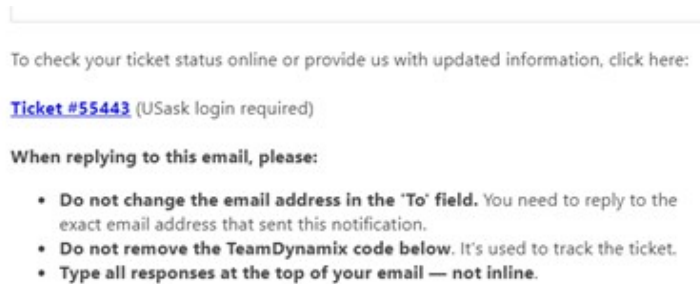 To check your ticket status online or provide us with updated information, click here:
Ticket #55443 (USask login required)
When replying to this email, please:
• Do not change the email address in the "To" field. You need to reply to the
exact email address that sent this notification.
• Do not remove the TeamDynamix code below. It's used to track the ticket.
• Type all responses at the top of your email — not inline.